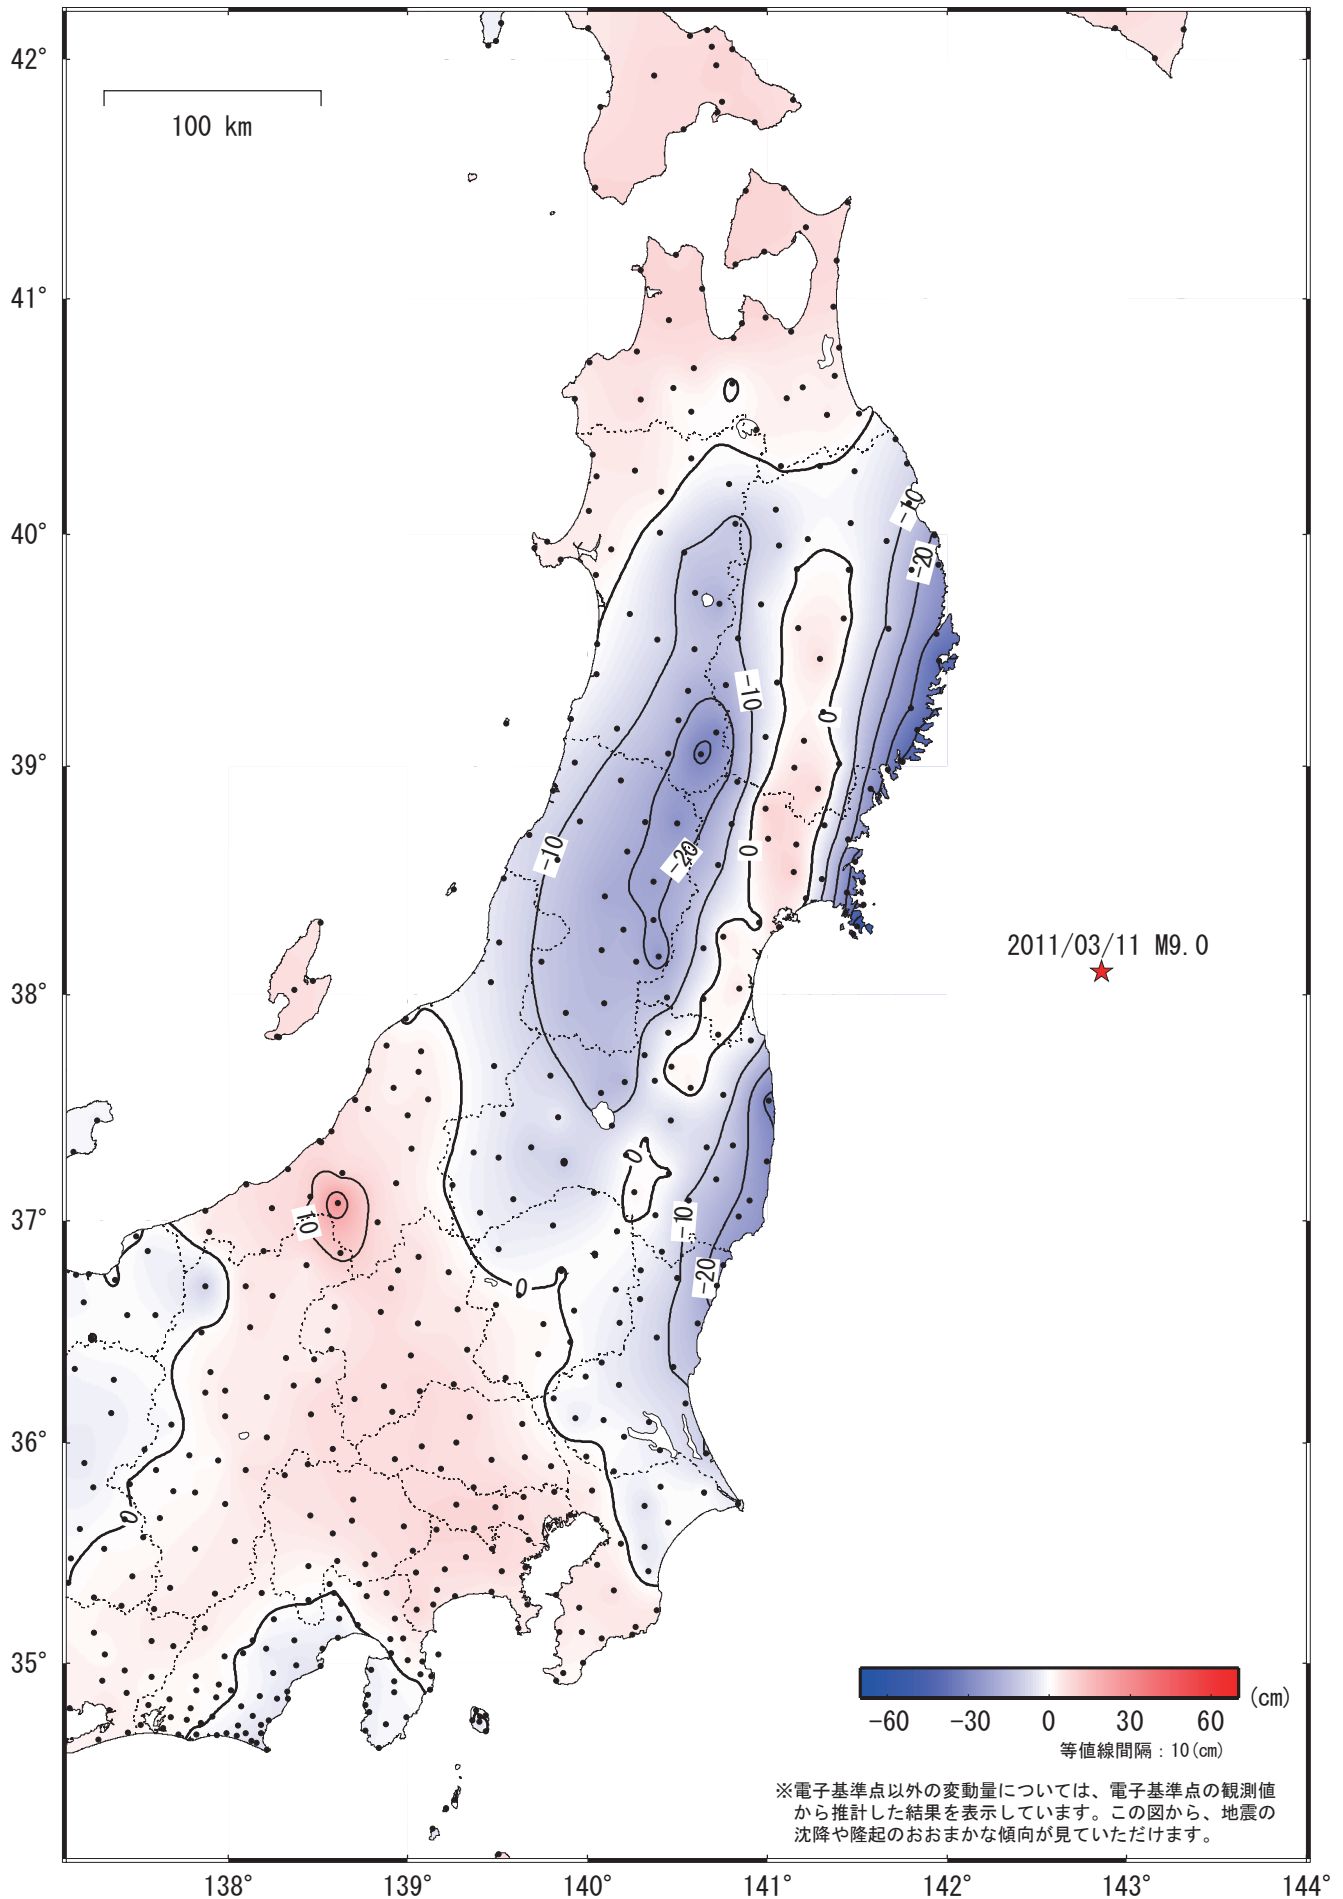 42°
100 km
41°
0
-10
40°
-20
-10
0
39°
-10
0
-20
2011/03/11 M9.0
38°
0
-10
37°
10
-20
0
36°
0
35°
(cm)
-60 -30 0 30 60
等値線間隔：10(cm)
※電子基準点以外の変動量については、電子基準点の観測値
から推計した結果を表示しています。この図から、地震の
沈降や隆起のおおまかな傾向が見ていただけます。
138° 139° 140° 141° 142° 143° 144°